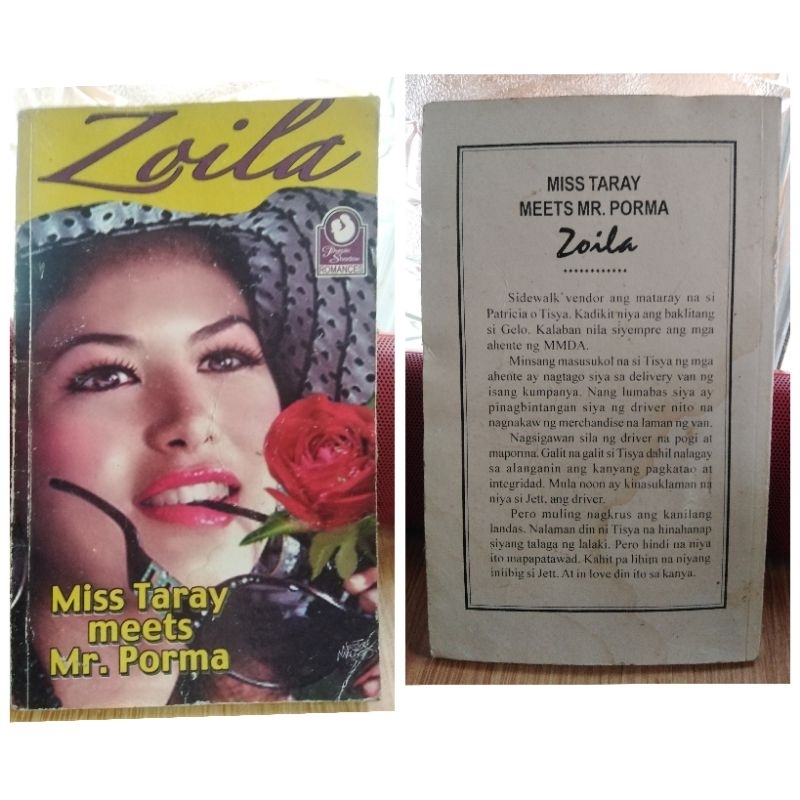 Zoila
ROMANCES
Miss Taray
meets
Mr. Porma
MISS TARAY
MEETS MR. PORMA
Zoila
Sidewalk vendor ang mataray na si
Patricia o Tisya. Kadikit niya ang baklitang
si Gelo. Kalaban nila siyempre ang mga
ahente ng MMDA.
Minsang masusukol na si Tisya ng mga
ahente ay nagtago siya sa delivery van ng
isang kumpanya. Nang lumabas siya ay
pinagbintangan siya ng driver nito na
nagnakaw ng merchandise na laman ng van.
Nagsigawan sila ng driver na pogi at
maporma. Galit na galit si Tisya dahil nalagay
sa alanganin ang kanyang pagkatao at
integridad. Mula noon ay kinasuklaman na
niya si Jett, ang driver.
Pero muling nagkrus ang kanilang
landas. Nalaman din ni Tisya na hinahanap
siyang talaga ng lalaki. Pero hindi na niya
ito mapapatawad. Kahit pa lihim na niyang
iniibig si Jett. At in love din ito sa kanya.